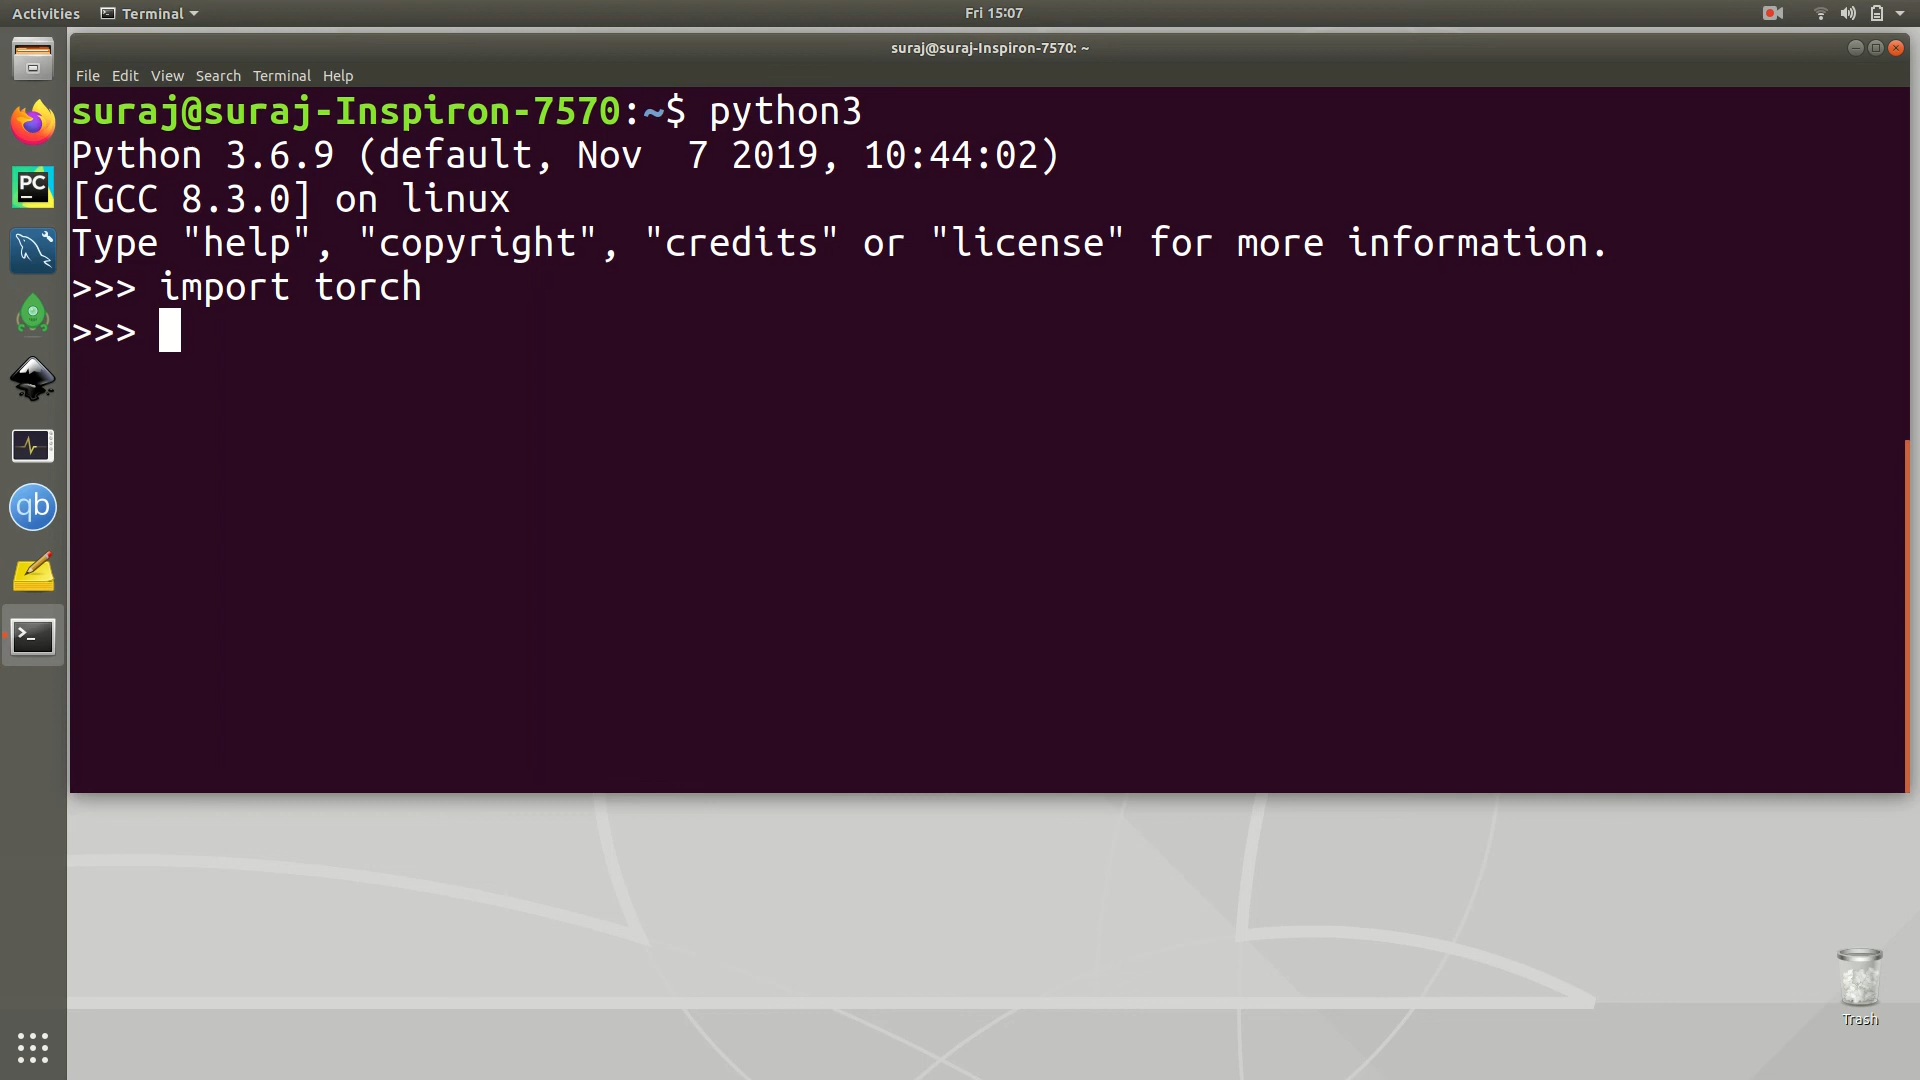 Activities Terminal Fri 15:07
suraj@suraj-Inspiron-7570: ~
File Edit View Search Terminal Help
suraj@suraj-Inspiron-7570:~$ python3
Python 3.6.9 (default, Nov  7 2019, 10:44:02)
[GCC 8.3.0] on linux
Type "help", "copyright", "credits" or "license" for more information.
>>> import torch
>>>
PC
qb
>_
Trash